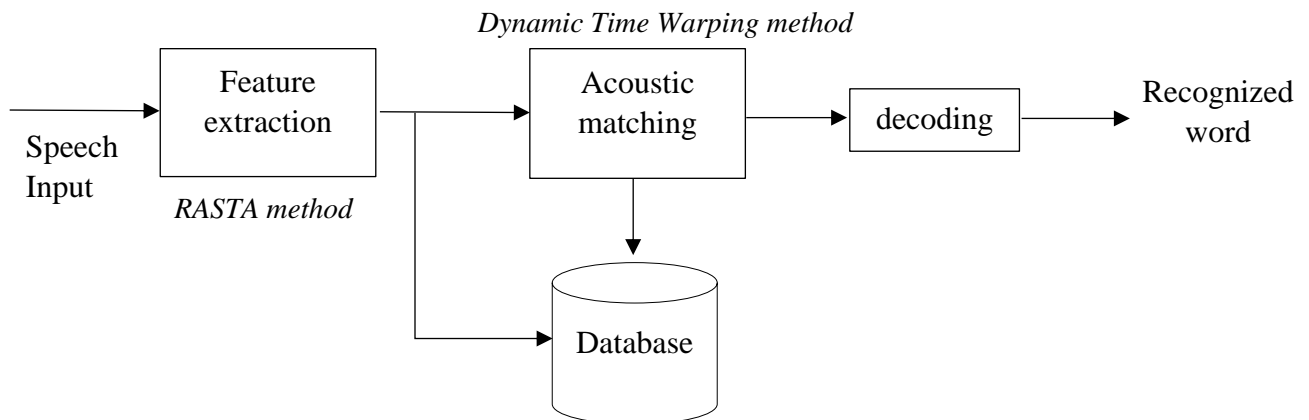 Dynamic Time Warping method
Feature
extraction
Acoustic
matching
decoding
Recognized
word
Speech
Input
RASTA method
Database